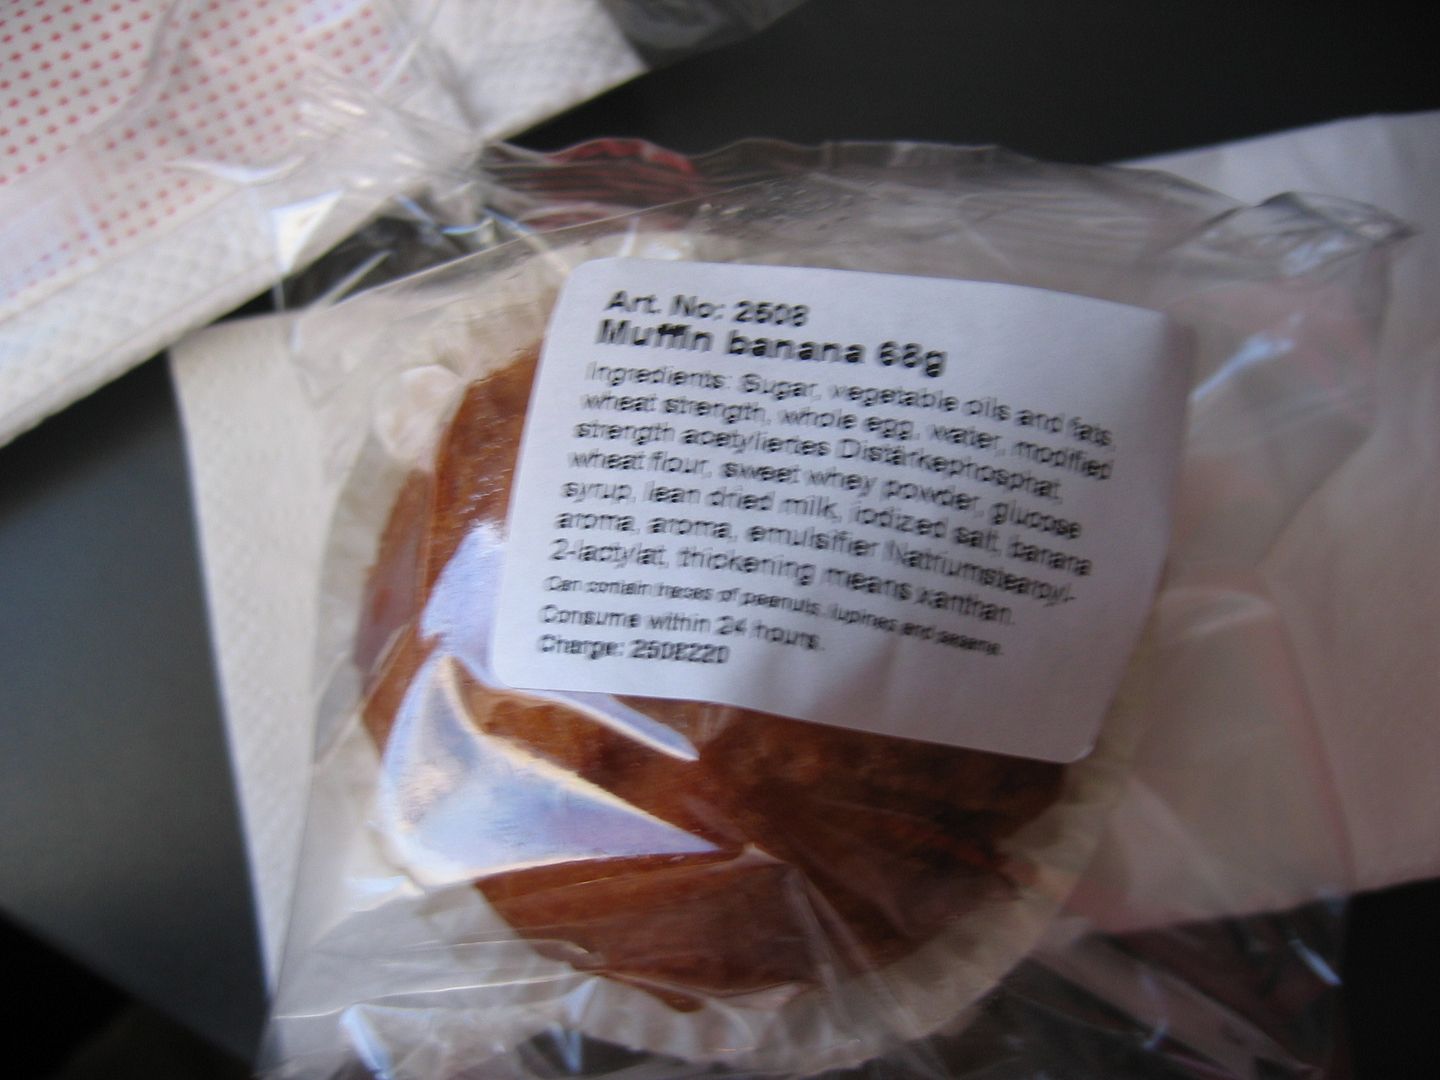 Art. No: 2508
Muffin banana 68g
Ingredients: Sugar, vegetable oils and fats,
wheat strength, whole egg, water, modified
strength acetyliertes Distärkephosphat,
wheat flour, sweet whey powder, glucose
syrup, lean dried milk, iodized salt, banana
aroma, aroma, emulsifier Natriumstearoyl-
2-lactylat, thickening means xanthan.
Can contain traces of peanuts, lupines and sesame.
Consume within 24 hours.
Charge: 2508220